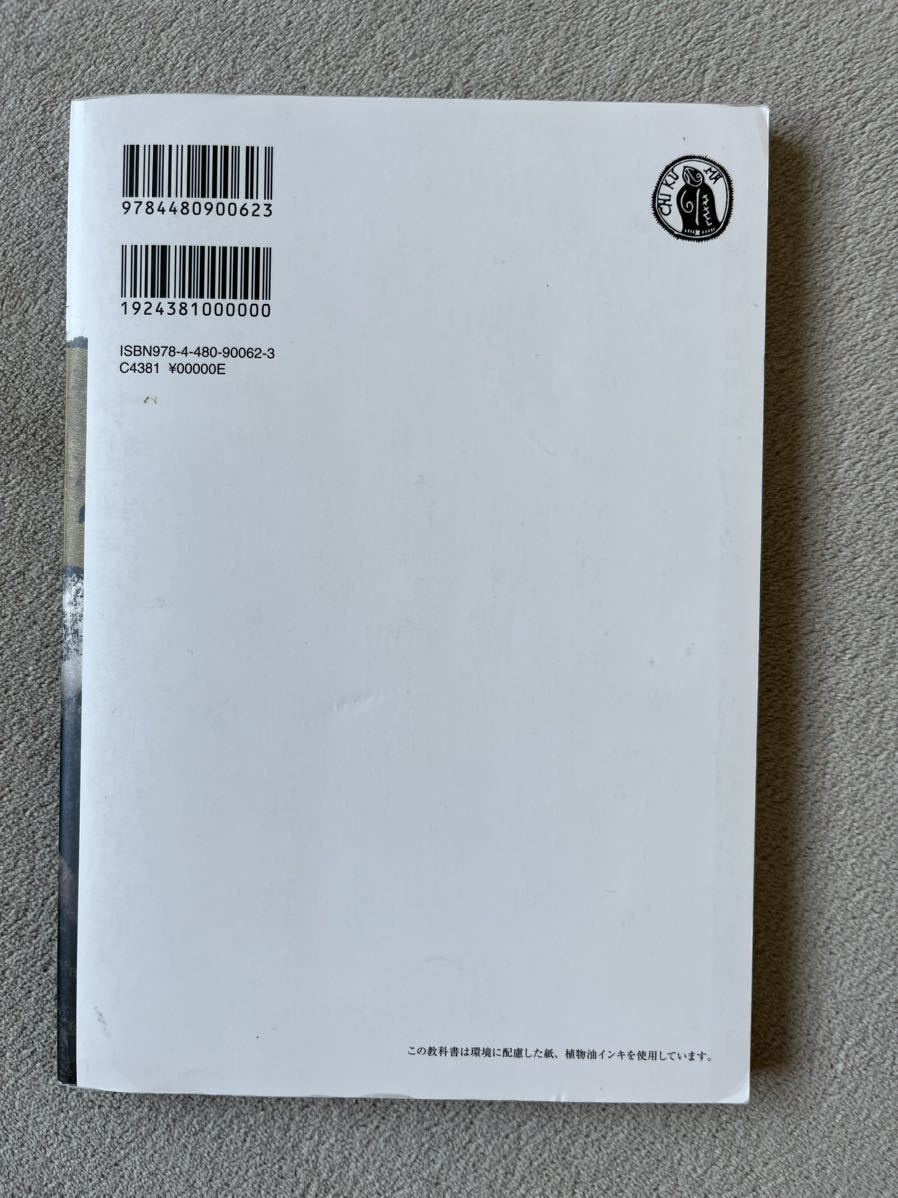 9784480900623
CHIKUMA
1924381000000
ISBN978-4-480-90062-3
C4381 ¥00000E
この教科書は環境に配慮した紙、植物油インキを使用しています。